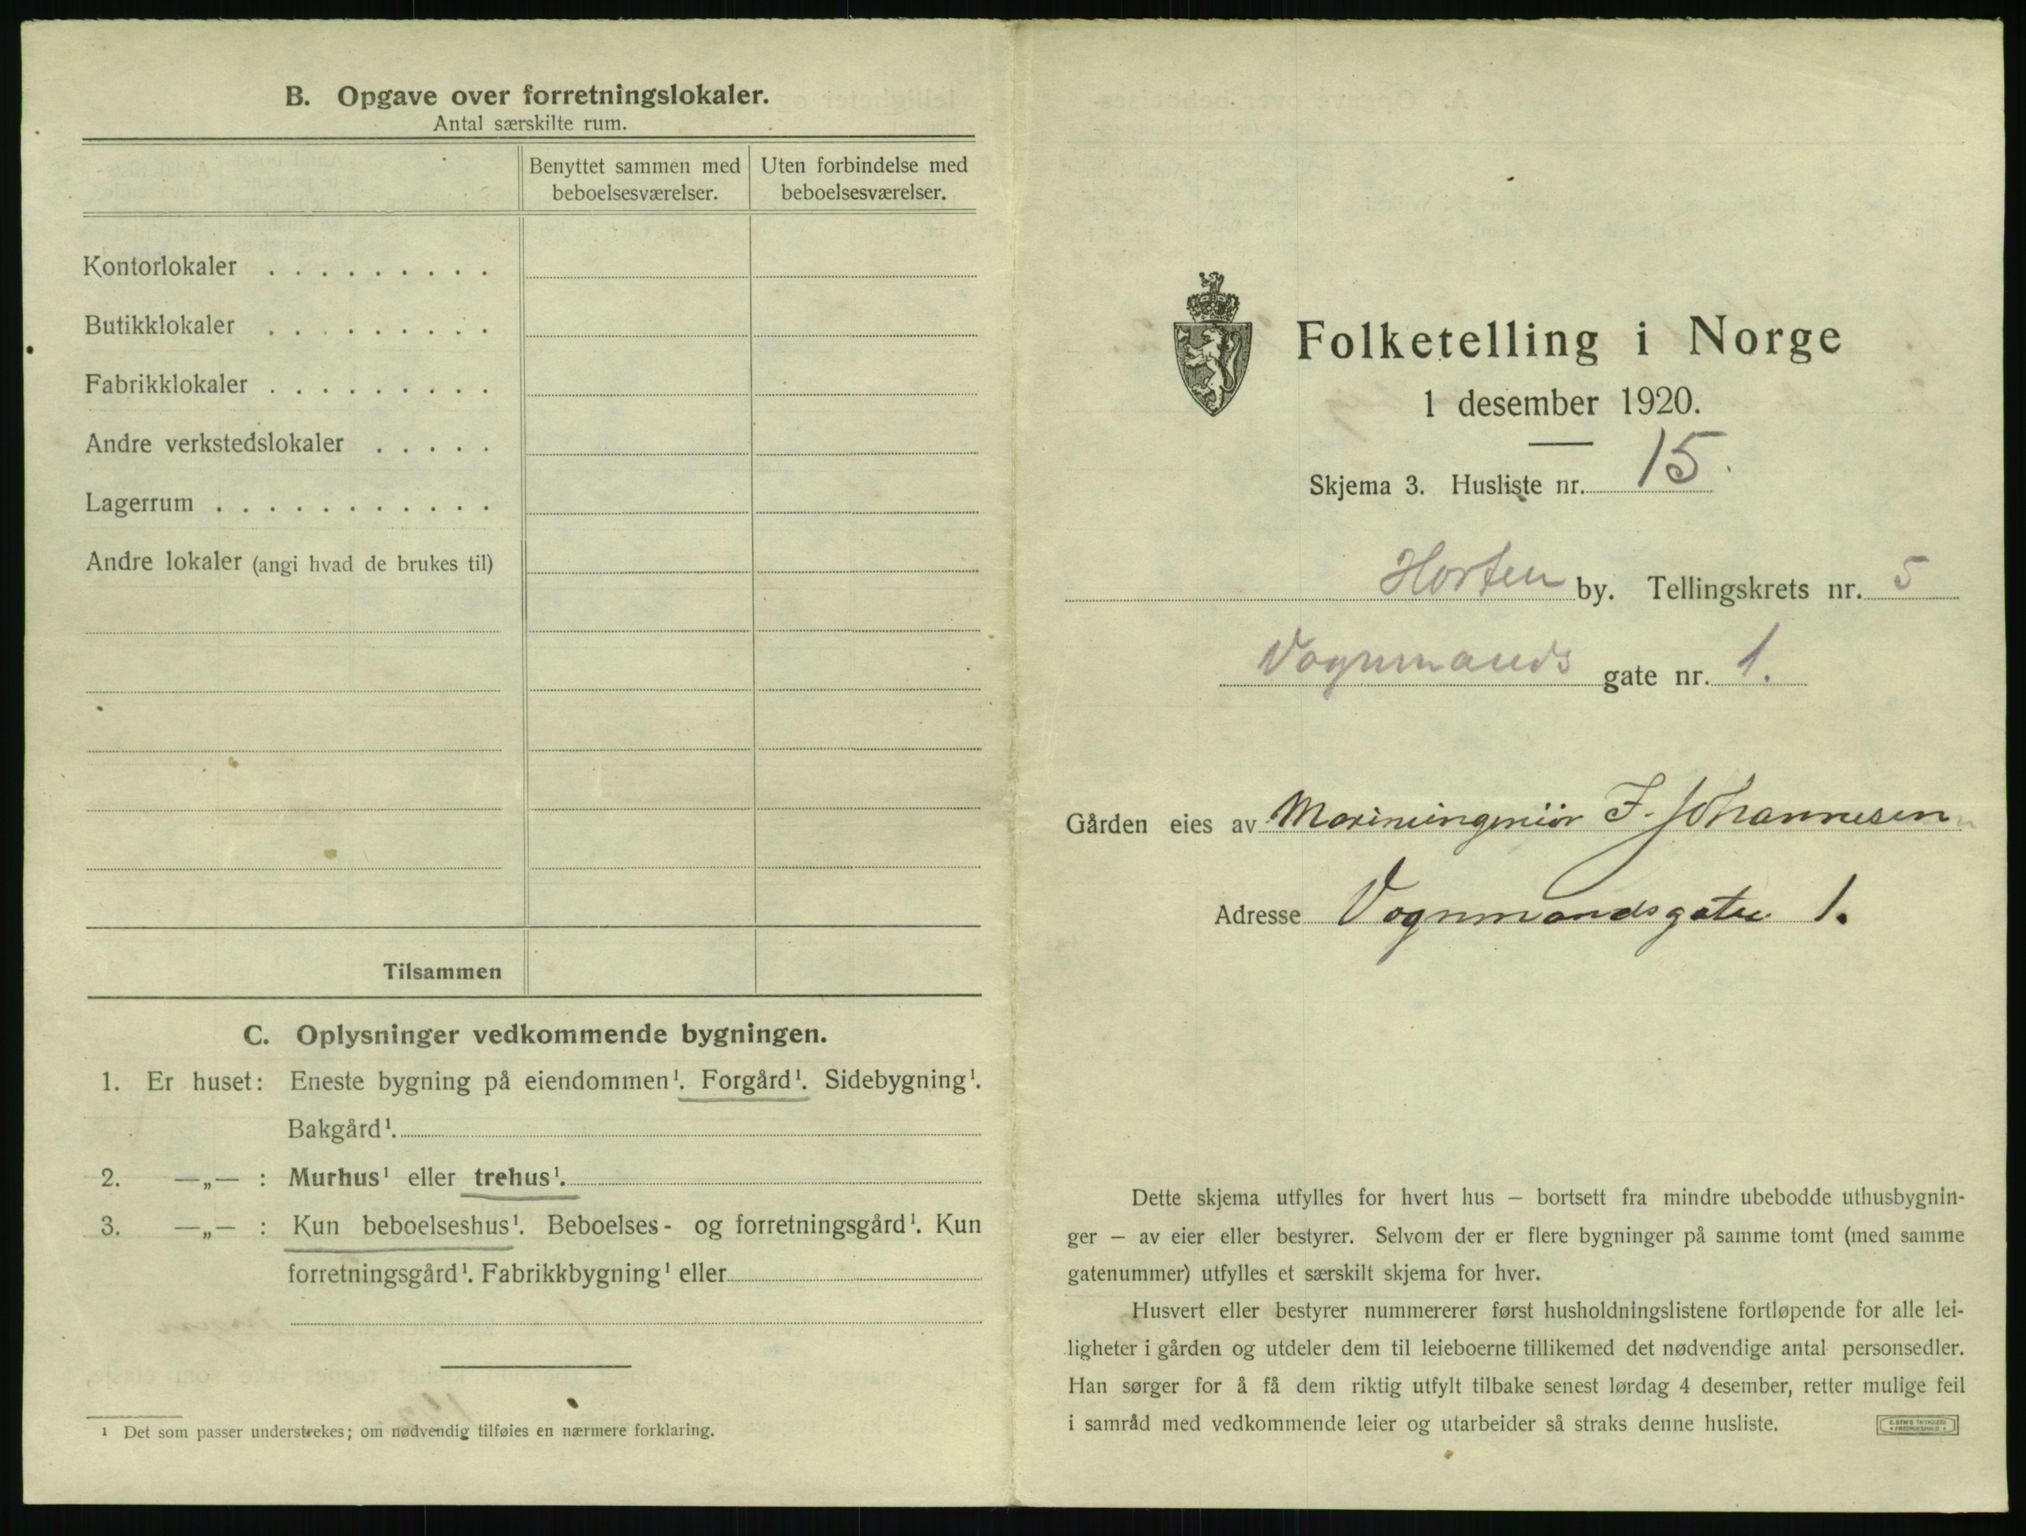 B. Opgave over forretningslokaler.
Antal særskilte rum.
Benyttet sammen med beboelsesværelser.
Uten forbindelse med beboelsesværelser.
Kontorlokaler . . . . . . . . .
Butikklokaler . . . . . . . . .
Fabrikklokaler . . . . . . . . .
Andre verkstedslokaler . . . . .
Lagerrum . . . . . . . . . . .
Andre lokaler (angi hvad de brukes til)
Tilsammen
C. Oplysninger vedkommende bygningen.
1. Er huset: Eneste bygning på eiendommen¹. Forgård¹. Sidebygning¹.
Bakgård¹.
2. —„— : Murhus¹ eller trehus¹.
3. —„— : Kun beboelseshus¹. Beboelses- og forretningsgård¹. Kun
forretningsgård¹. Fabrikkbygning¹ eller
¹ Det som passer understrekes; om nødvendig tilføies en nærmere forklaring.
Folketelling i Norge
1 desember 1920.
Skjema 3. Husliste nr. 15.
Horten by. Tellingskrets nr. 5
Vognmands gate nr. 1.
Gården eies av Marineingeniör F. Johannesen
Adresse Vognmandsgaten 1.
Dette skjema utfylles for hvert hus — bortsett fra mindre ubebodde uthusbygnin-
ger — av eier eller bestyrer. Selvom der er flere bygninger på samme tomt (med samme
gatenummer) utfylles et særskilt skjema for hver.
Husvert eller bestyrer nummererer først husholdningslistene fortløpende for alle lei-
ligheter i gården og utdeler dem til leieboerne tillikemed det nødvendige antal personsedler.
Han sørger for å få dem riktig utfylt tilbake senest lørdag 4 desember, retter mulige feil
i samråd med vedkommende leier og utarbeider så straks denne husliste.